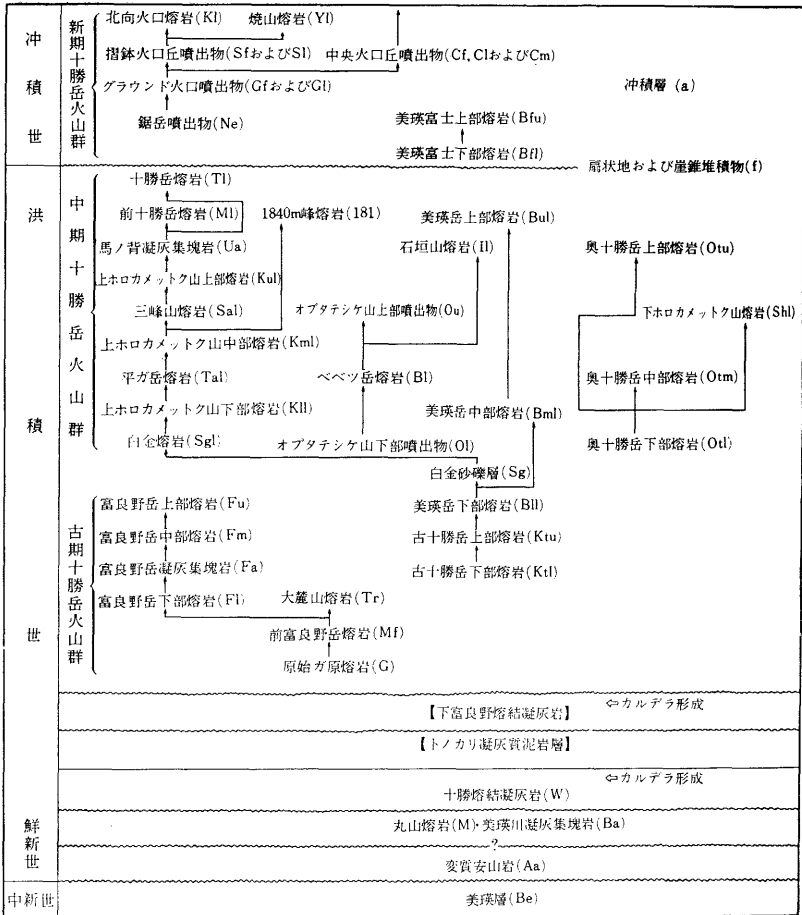 冲積世
新期十勝岳火山群
北向火口熔岩(Kl) 焼山熔岩(Yl)
摺鉢火口丘噴出物(SfおよびSl) 中央火口丘噴出物(Cf, ClおよびCm)
グラウンド火口噴出物(GfおよびGl) 冲積層(a)
鋸岳噴出物(Ne) 美瑛富士上部熔岩(Bfu)
美瑛富士下部熔岩(Bfl)
扇状地および崖錐堆積物(f)
洪積世
中期十勝岳火山群
十勝岳熔岩(Tl)
前十勝岳熔岩(Ml) 1840m峰熔岩(181) 美瑛岳上部熔岩(Bul)
馬ノ背凝灰集塊岩(Ua) 石垣山熔岩(Il) 奥十勝岳上部熔岩(Otu)
上ホロカメットク山上部熔岩(Kul)
三峰山熔岩(Sal) オプタテシケ山上部噴出物(Ou) 下ホロカメットク山熔岩(Shl)
上ホロカメットク山中部熔岩(Kml)
平ガ岳熔岩(Tal) ベベツ岳熔岩(Bl) 奥十勝岳中部熔岩(Otm)
上ホロカメットク山下部熔岩(Kll) 美瑛岳中部熔岩(Bml)
白金熔岩(Sgl) オプタテシケ山下部噴出物(Ol) 奥十勝岳下部熔岩(Otl)
白金砂礫層(Sg)
古期十勝岳火山群
富良野岳上部熔岩(Fu) 美瑛岳下部熔岩(Bll)
富良野岳中部熔岩(Fm) 古十勝岳上部熔岩(Ktu)
富良野岳凝灰集塊岩(Fa) 古十勝岳下部熔岩(Ktl)
富良野岳下部熔岩(Fl) 大麓山熔岩(Tr)
前富良野岳熔岩(Mf)
原始ガ原熔岩(G)
⇦カルデラ形成
【下富良野熔結凝灰岩】
【トノカリ凝灰質泥岩層】
⇦カルデラ形成
十勝熔結凝灰岩(W)
鮮新世
丸山熔岩(M)・美瑛川凝灰集塊岩(Ba)
?
変質安山岩(Aa)
中新世 美瑛層(Be)